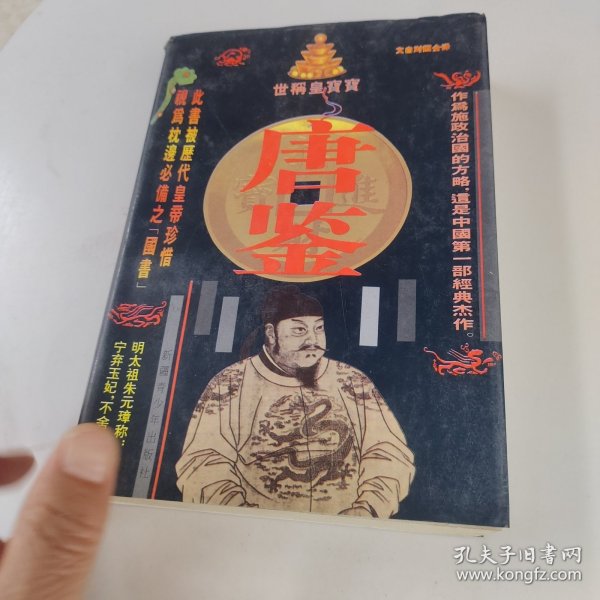 文白对照全译
世稱皇寶寳
唐鉴
作爲施政治國的方略，這是中國第一部經典杰作。
此書被歷代皇帝珍惜
視爲枕邊必備之「國書」
明太祖朱元璋称：
宁弃玉妃，不舍
新疆青少年出版社
孔夫子旧书网
www.kongfz.com